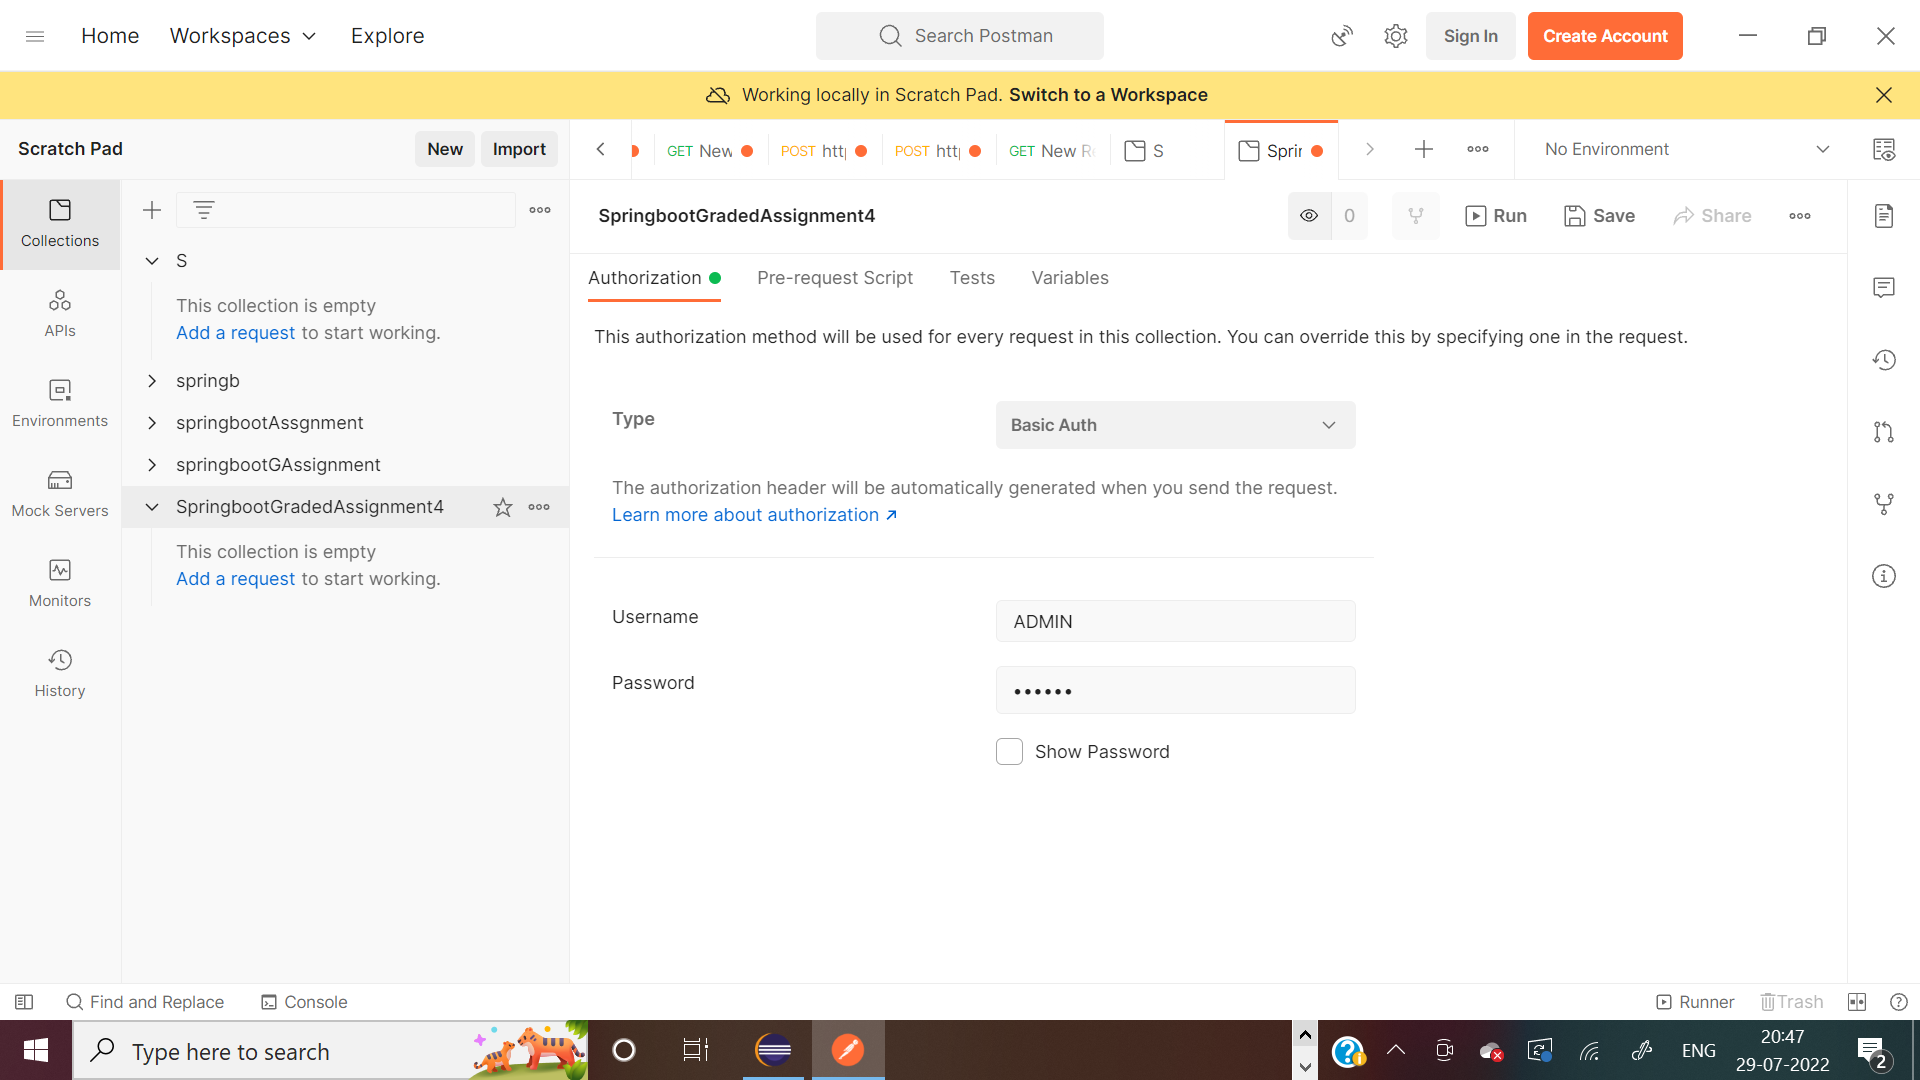 Home Workspaces Explore Search Postman Sign In Create Account
Working locally in Scratch Pad. Switch to a Workspace
Scratch Pad New Import GET New POST http POST http GET New Re S Sprin No Environment
SpringbootGradedAssignment4 0 Run Save Share
Collections
APIs
Environments
Mock Servers
Monitors
History
S
This collection is empty
Add a request to start working.
springb
springbootAssgnment
springbootGAssignment
SpringbootGradedAssignment4
This collection is empty
Add a request to start working.
Authorization Pre-request Script Tests Variables
This authorization method will be used for every request in this collection. You can override this by specifying one in the request.
Type Basic Auth
The authorization header will be automatically generated when you send the request.
Learn more about authorization ↗
Username ADMIN
Password ••••••
Show Password
Find and Replace Console Runner Trash
Type here to search ENG 20:47
29-07-2022 2